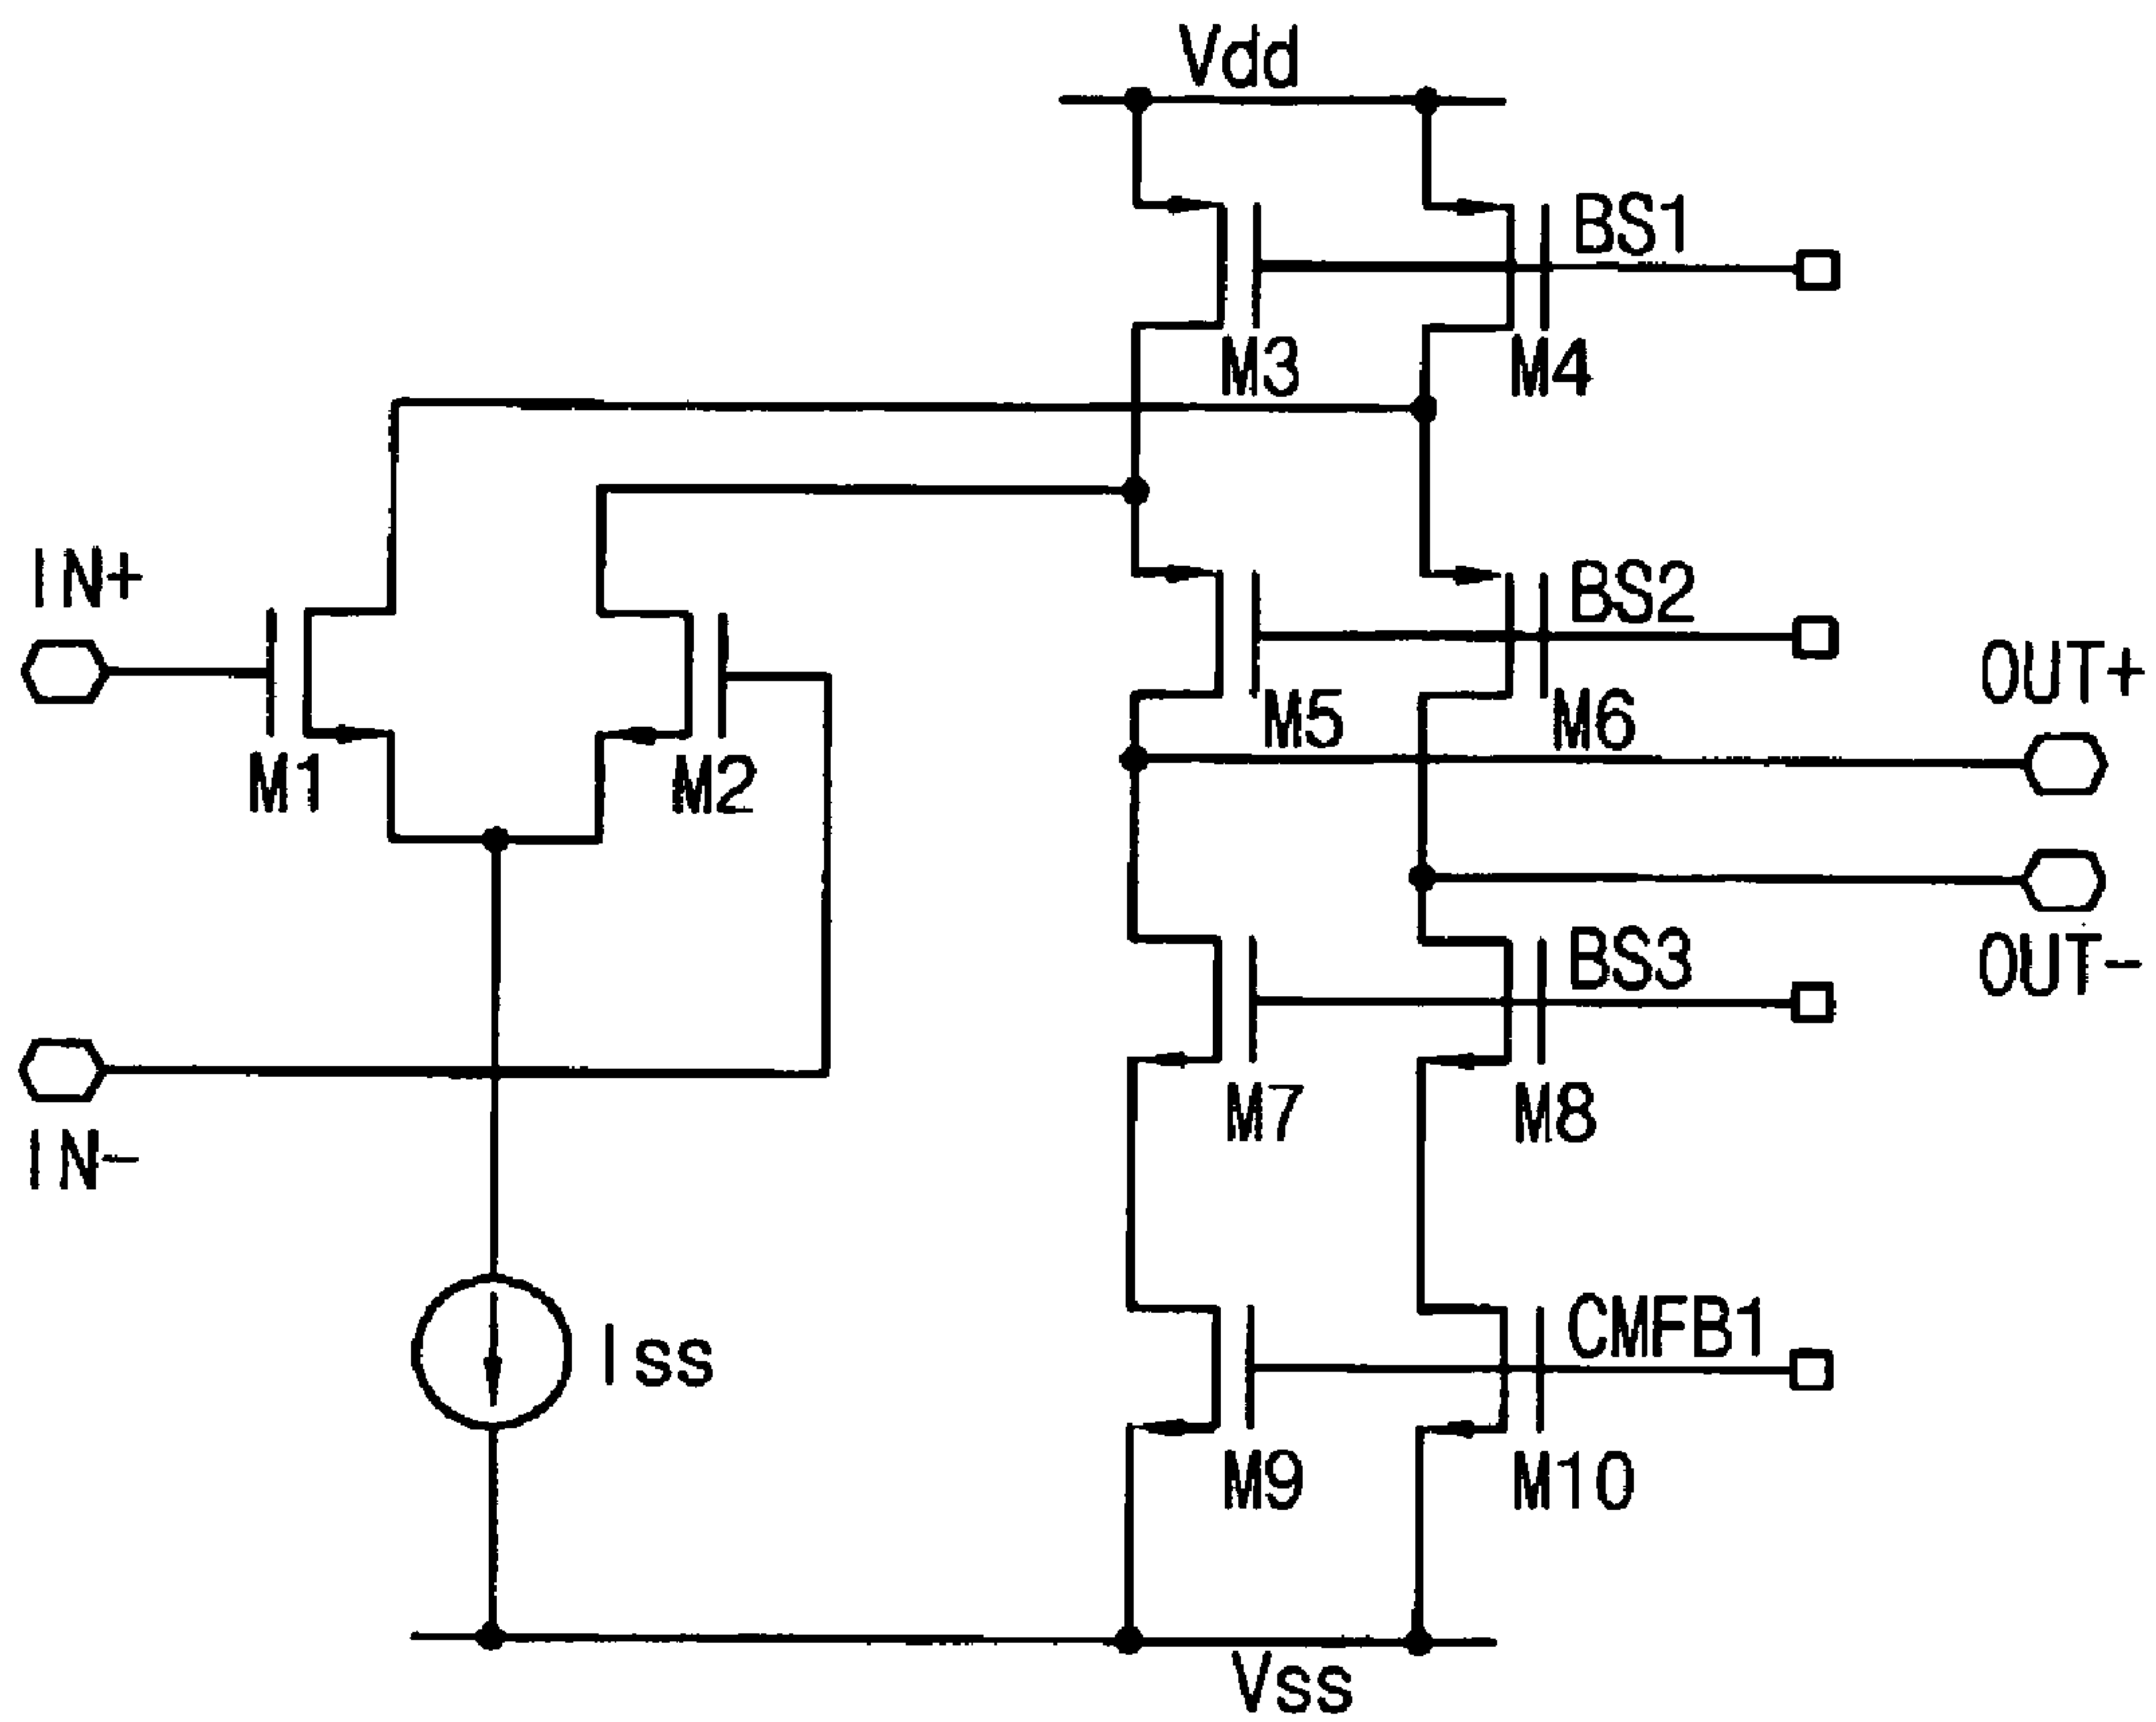 Vdd
BS1
M3
M4
IN+
BS2
OUT+
M5
M6
M1
M2
BS3
OUT-
M7
M8
IN-
CMFB1
Iss
M9
M10
Vss